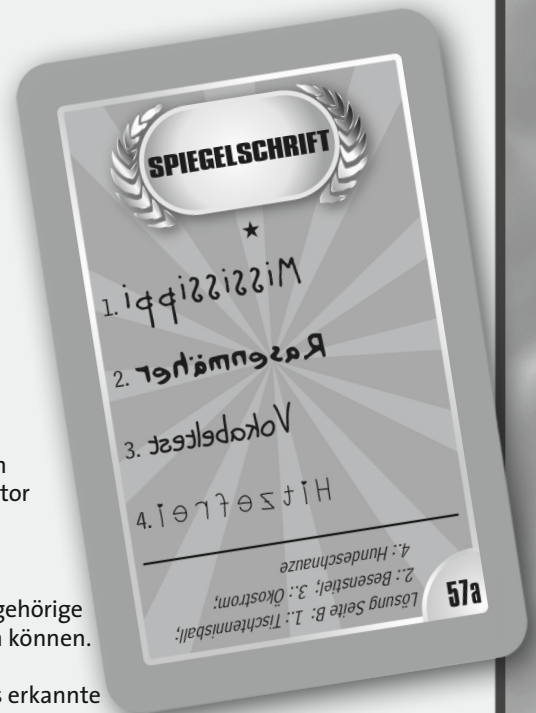 SPIEGELSCHRIFT
1. Mississippi
2. Rasenmäher
3. Vokabeltest
4. Hitzefrei
Lösung Seite B: 1.: Tischtennisball;
2.: Besenstiel; 3.: Ökostrom;
4.: Hundeschnauze
57a
n
tor
gehörige
n können.
s erkannte